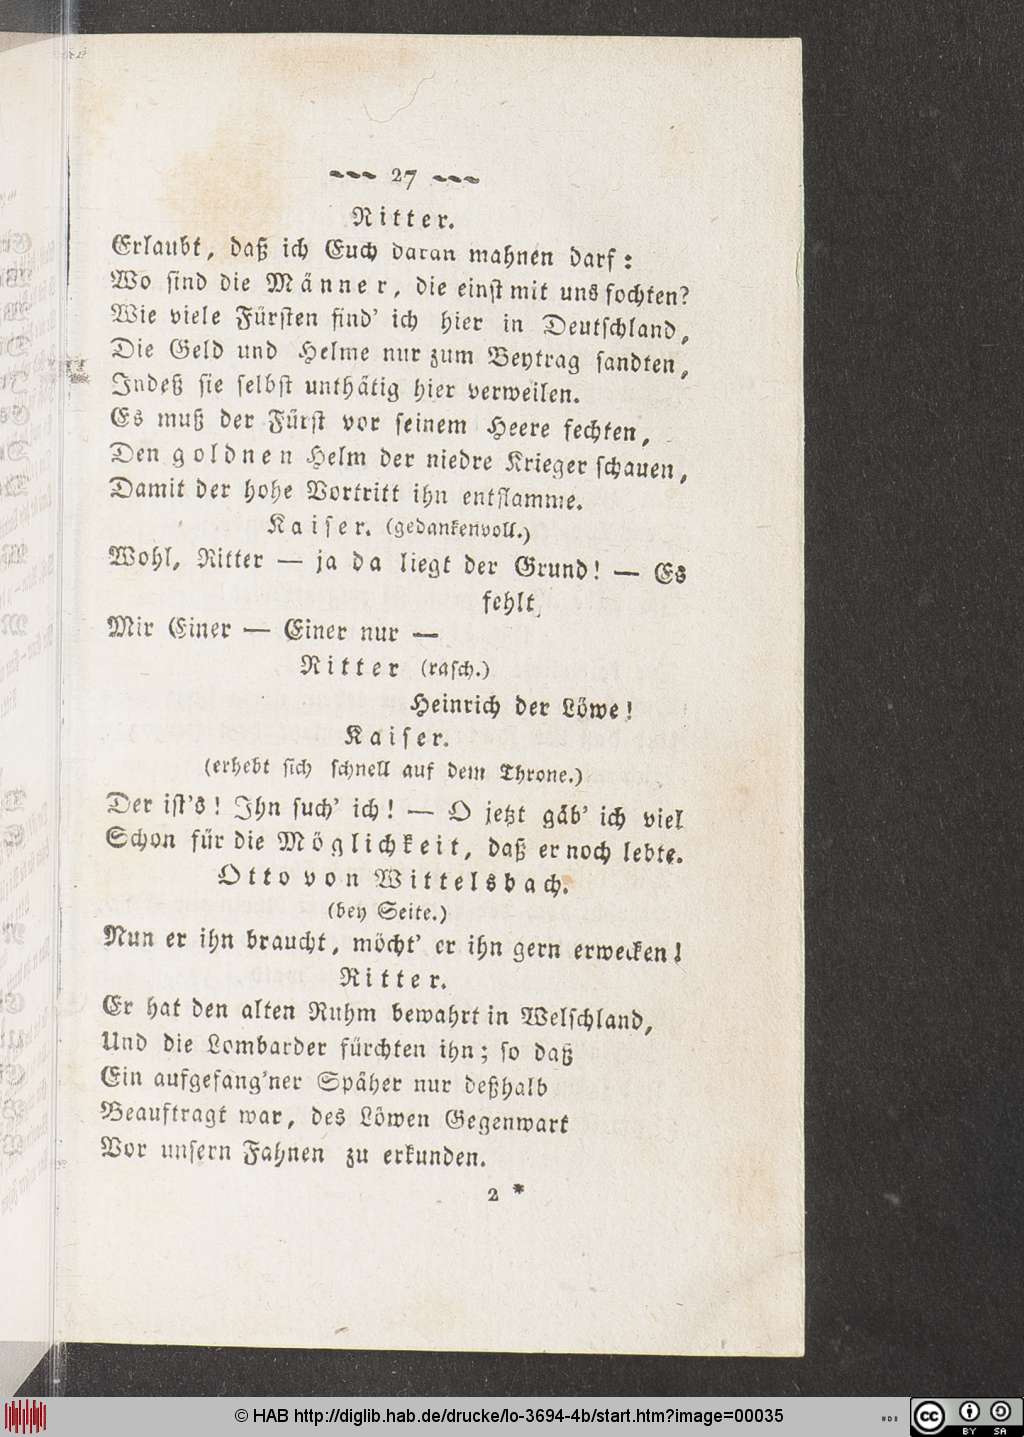 27
Ritter.
Erlaubt, daß ich Euch daran mahnen darf:
Wo sind die Männer, die einst mit uns fochten?
Wie viele Fürsten find' ich hier in Deutschland,
Die Geld und Helme nur zum Beytrag sandten,
Indeß sie selbst unthätig hier verweilen.
Es muß der Fürst vor seinem Heere fechten,
Den goldnen Helm der niedre Krieger schauen,
Damit der hohe Vortritt ihn entflamme.
Kaiser. (gedankenvoll.)
Wohl, Ritter — ja da liegt der Grund! — Es
fehlt
Mir Einer — Einer nur —
Ritter (rasch.)
Heinrich der Löwe!
Kaiser.
(erhebt sich schnell auf dem Throne.)
Der ist's! Ihn such' ich! — O jetzt gäb' ich viel
Schon für die Möglichkeit, daß er noch lebte.
Otto von Wittelsbach.
(bey Seite.)
Nun er ihn braucht, möcht' er ihn gern erwecken!
Ritter.
Er hat den alten Ruhm bewahrt in Welschland,
Und die Lombarder fürchten ihn; so daß
Ein aufgefang'ner Späher nur deßhalb
Beauftragt war, des Löwen Gegenwart
Vor unsern Fahnen zu erkunden.
2 *
© HAB http://diglib.hab.de/drucke/lo-3694-4b/start.htm?image=00035
cc BY SA